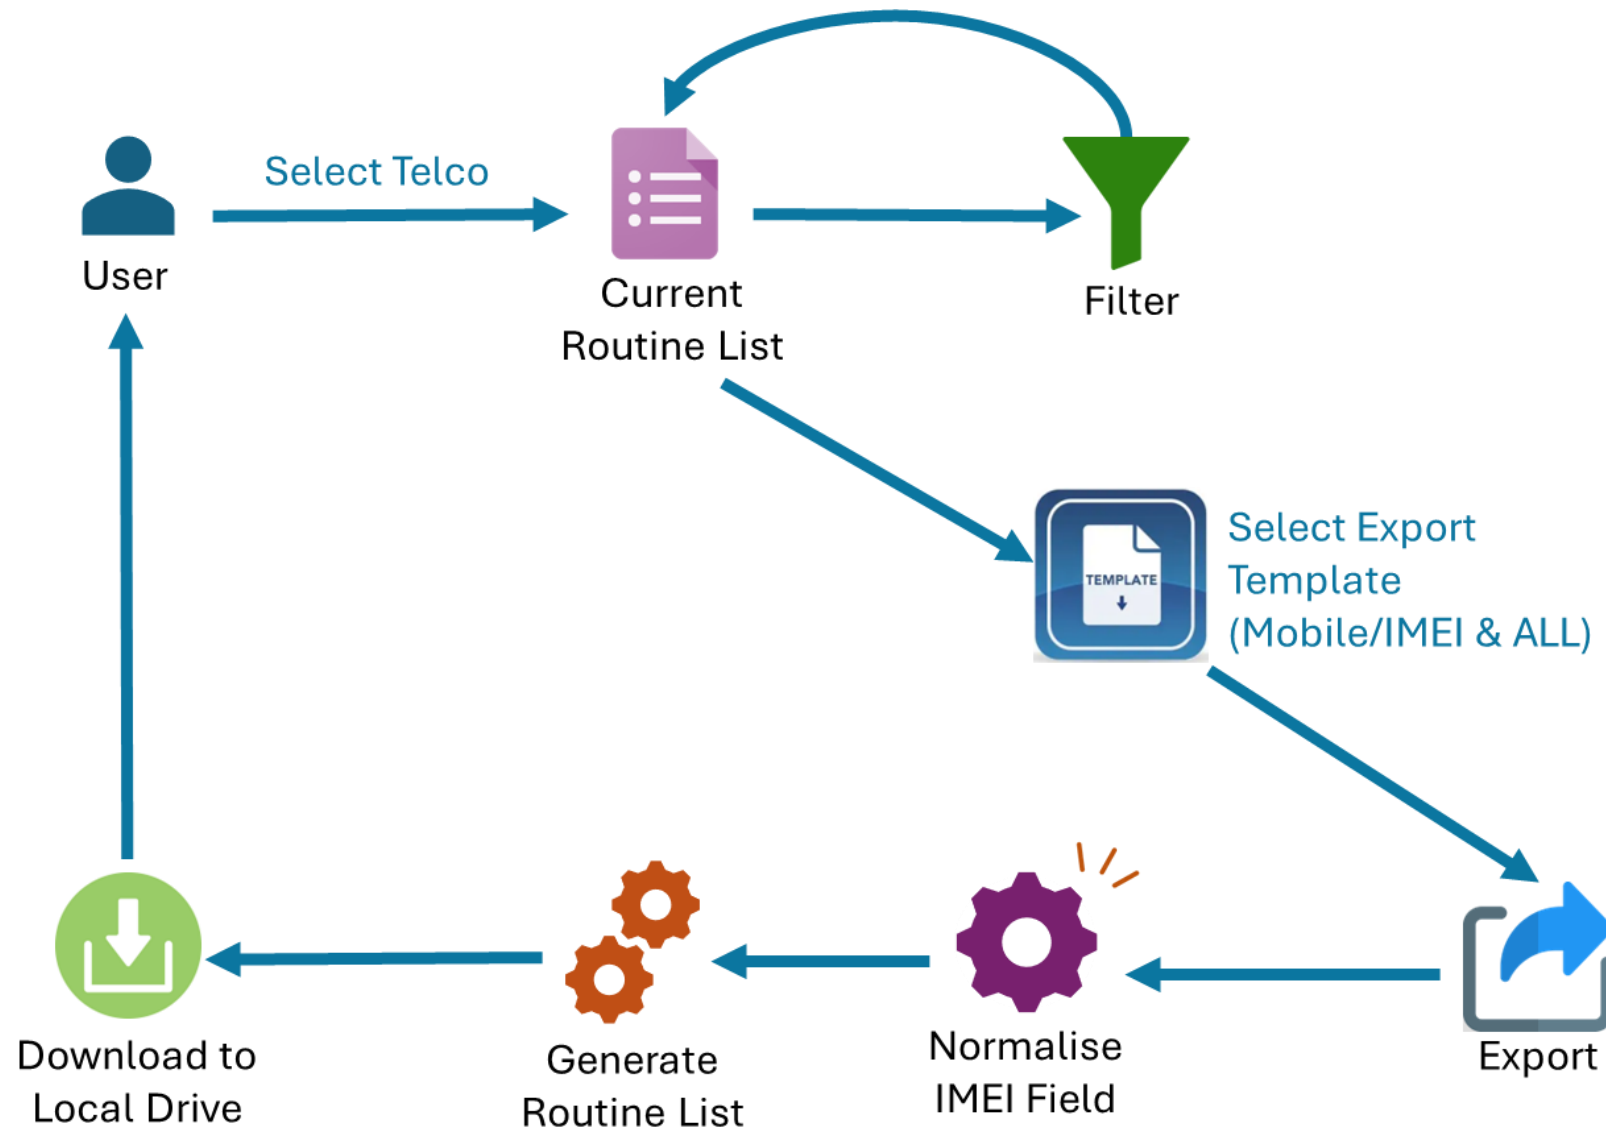 Select Telco
User
Current
Routine List
Filter
TEMPLATE
Select Export
Template
(Mobile/IMEI & ALL)
Download to
Local Drive
Generate
Routine List
Normalise
IMEI Field
Export